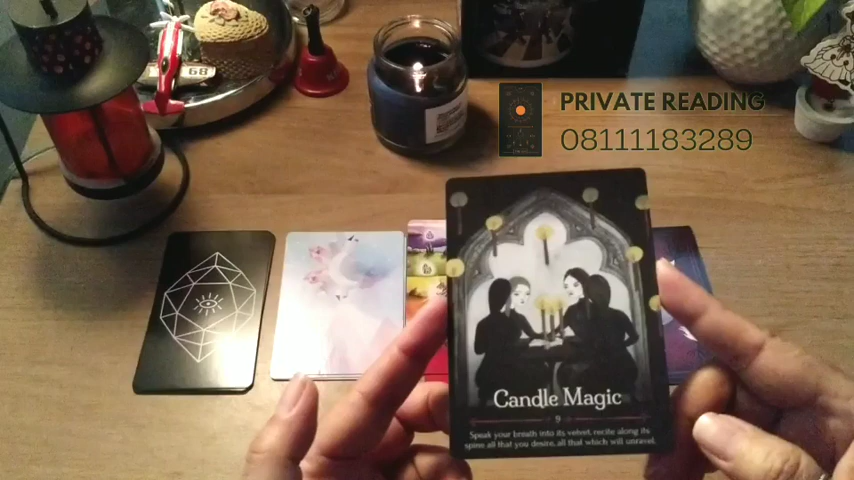 PRIVATE READING
08111183289
68
Candle Magic
9
Speak your breath into its velvet, recite along its
spine all that you desire, all that which will unravel.